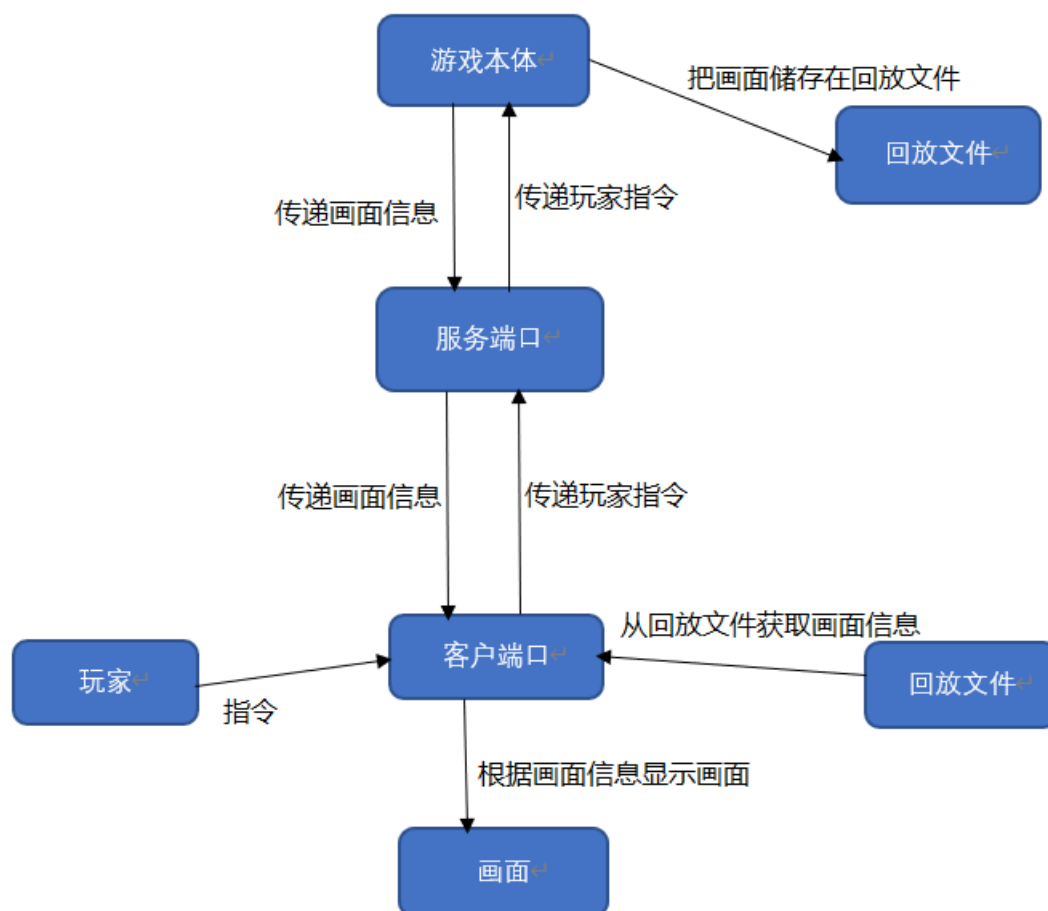 游戏本体
把画面储存在回放文件
回放文件
传递画面信息
传递玩家指令
服务端口
传递画面信息
传递玩家指令
从回放文件获取画面信息
客户端口
玩家
回放文件
指令
根据画面信息显示画面
画面